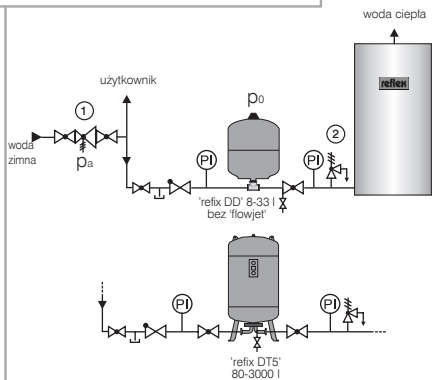 woda ciepła
reflex
użytkownik
p0
1
2
woda
zimna
pa
PI
PI
'refix DD' 8-33 l
bez 'flowjet'
PI
PI
'refix DT5'
80-3000 l